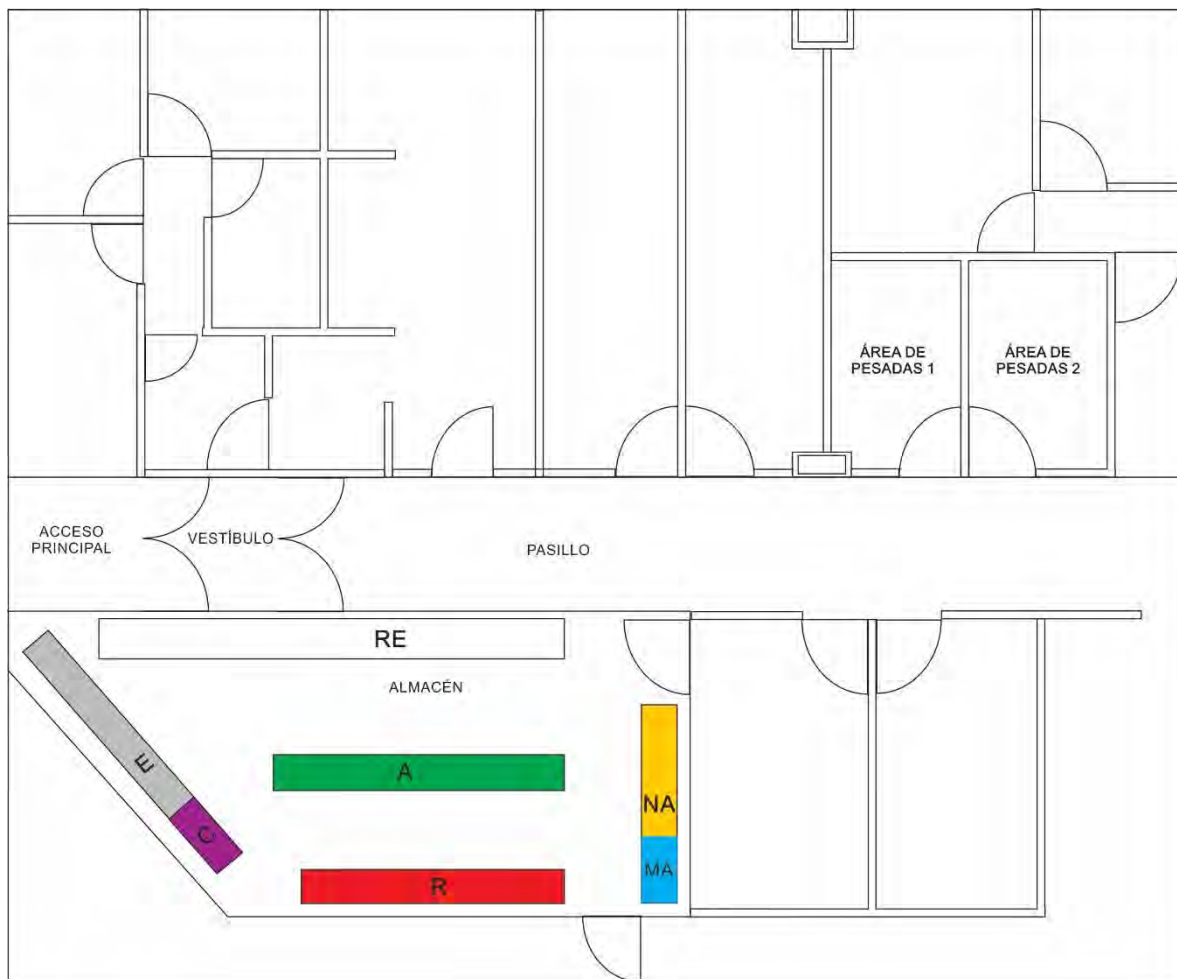 ÁREA DE
PESADAS 1
ÁREA DE
PESADAS 2
ACCESO
PRINCIPAL
VESTÍBULO
PASILLO
RE
ALMACÉN
E
A
C
NA
MA
R